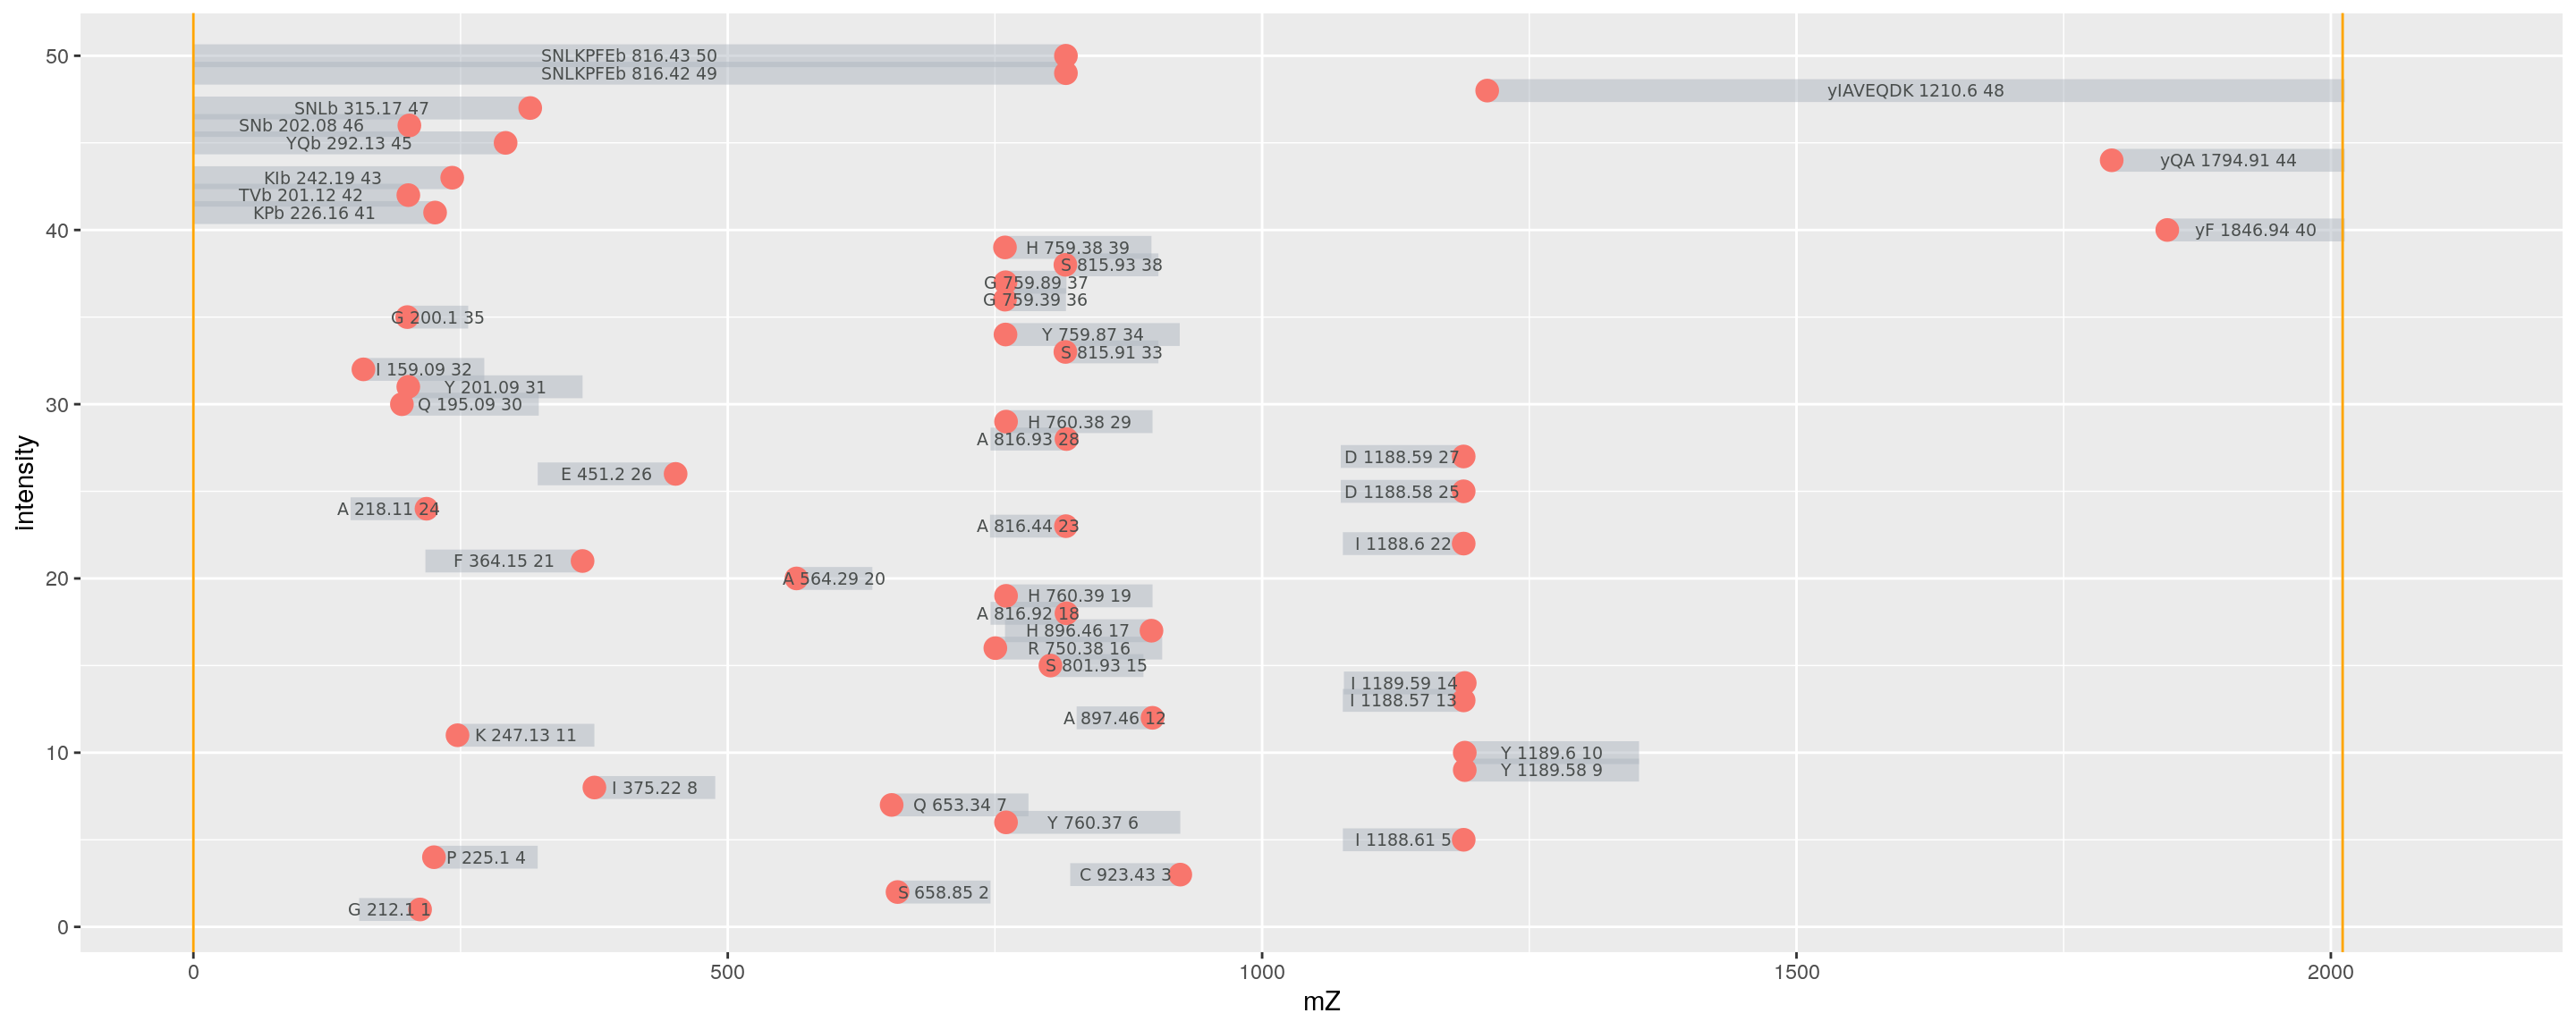 50
SNLKPFEb 816.43 50
SNLKPFEb 816.42 49
yIAVEQDK 1210.6 48
SNLb 315.17 47
SNb 202.08 46
YQb 292.13 45
yQA 1794.91 44
KIb 242.19 43
TVb 201.12 42
KPb 226.16 41
40
yF 1846.94 40
H 759.38 39
S 815.93 38
G 759.89 37
G 759.39 36
G 200.1 35
Y 759.87 34
S 815.91 33
I 159.09 32
Y 201.09 31
30
Q 195.09 30
H 760.38 29
A 816.93 28
D 1188.59 27
E 451.2 26
D 1188.58 25
A 218.11 24
A 816.44 23
I 1188.6 22
F 364.15 21
20
A 564.29 20
H 760.39 19
A 816.92 18
H 896.46 17
R 750.38 16
S 801.93 15
I 1189.59 14
I 1188.57 13
A 897.46 12
K 247.13 11
10
Y 1189.6 10
Y 1189.58 9
I 375.22 8
Q 653.34 7
Y 760.37 6
I 1188.61 5
P 225.1 4
C 923.43 3
S 658.85 2
G 212.1 1
0
intensity
0 500 1000 1500 2000
mZ